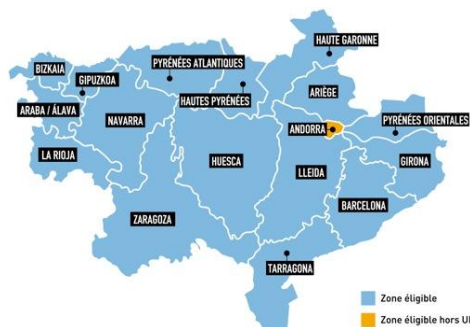 HAUTE GARONNE
BIZKAIA
PYRÉNÉES ATLANTIQUES
GIPUZKOA
HAUTES PYRÉNÉES
ARIÈGE
ARABA / ÁLAVA
NAVARRA
PYRÉNÉES ORIENTALES
ANDORRA
LA RIOJA
HUESCA
LLEIDA
GIRONA
BARCELONA
ZARAGOZA
TARRAGONA
Zone éligible
Zone éligible hors